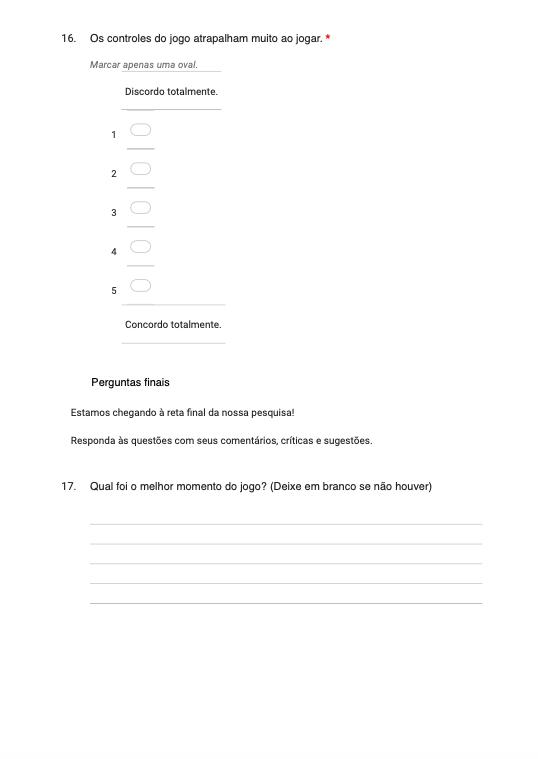 16. Os controles do jogo atrapalham muito ao jogar. *
Marcar apenas uma oval.
Discordo totalmente.
1
2
3
4
5
Concordo totalmente.
Perguntas finais
Estamos chegando à reta final da nossa pesquisa!
Responda às questões com seus comentários, críticas e sugestões.
17. Qual foi o melhor momento do jogo? (Deixe em branco se não houver)